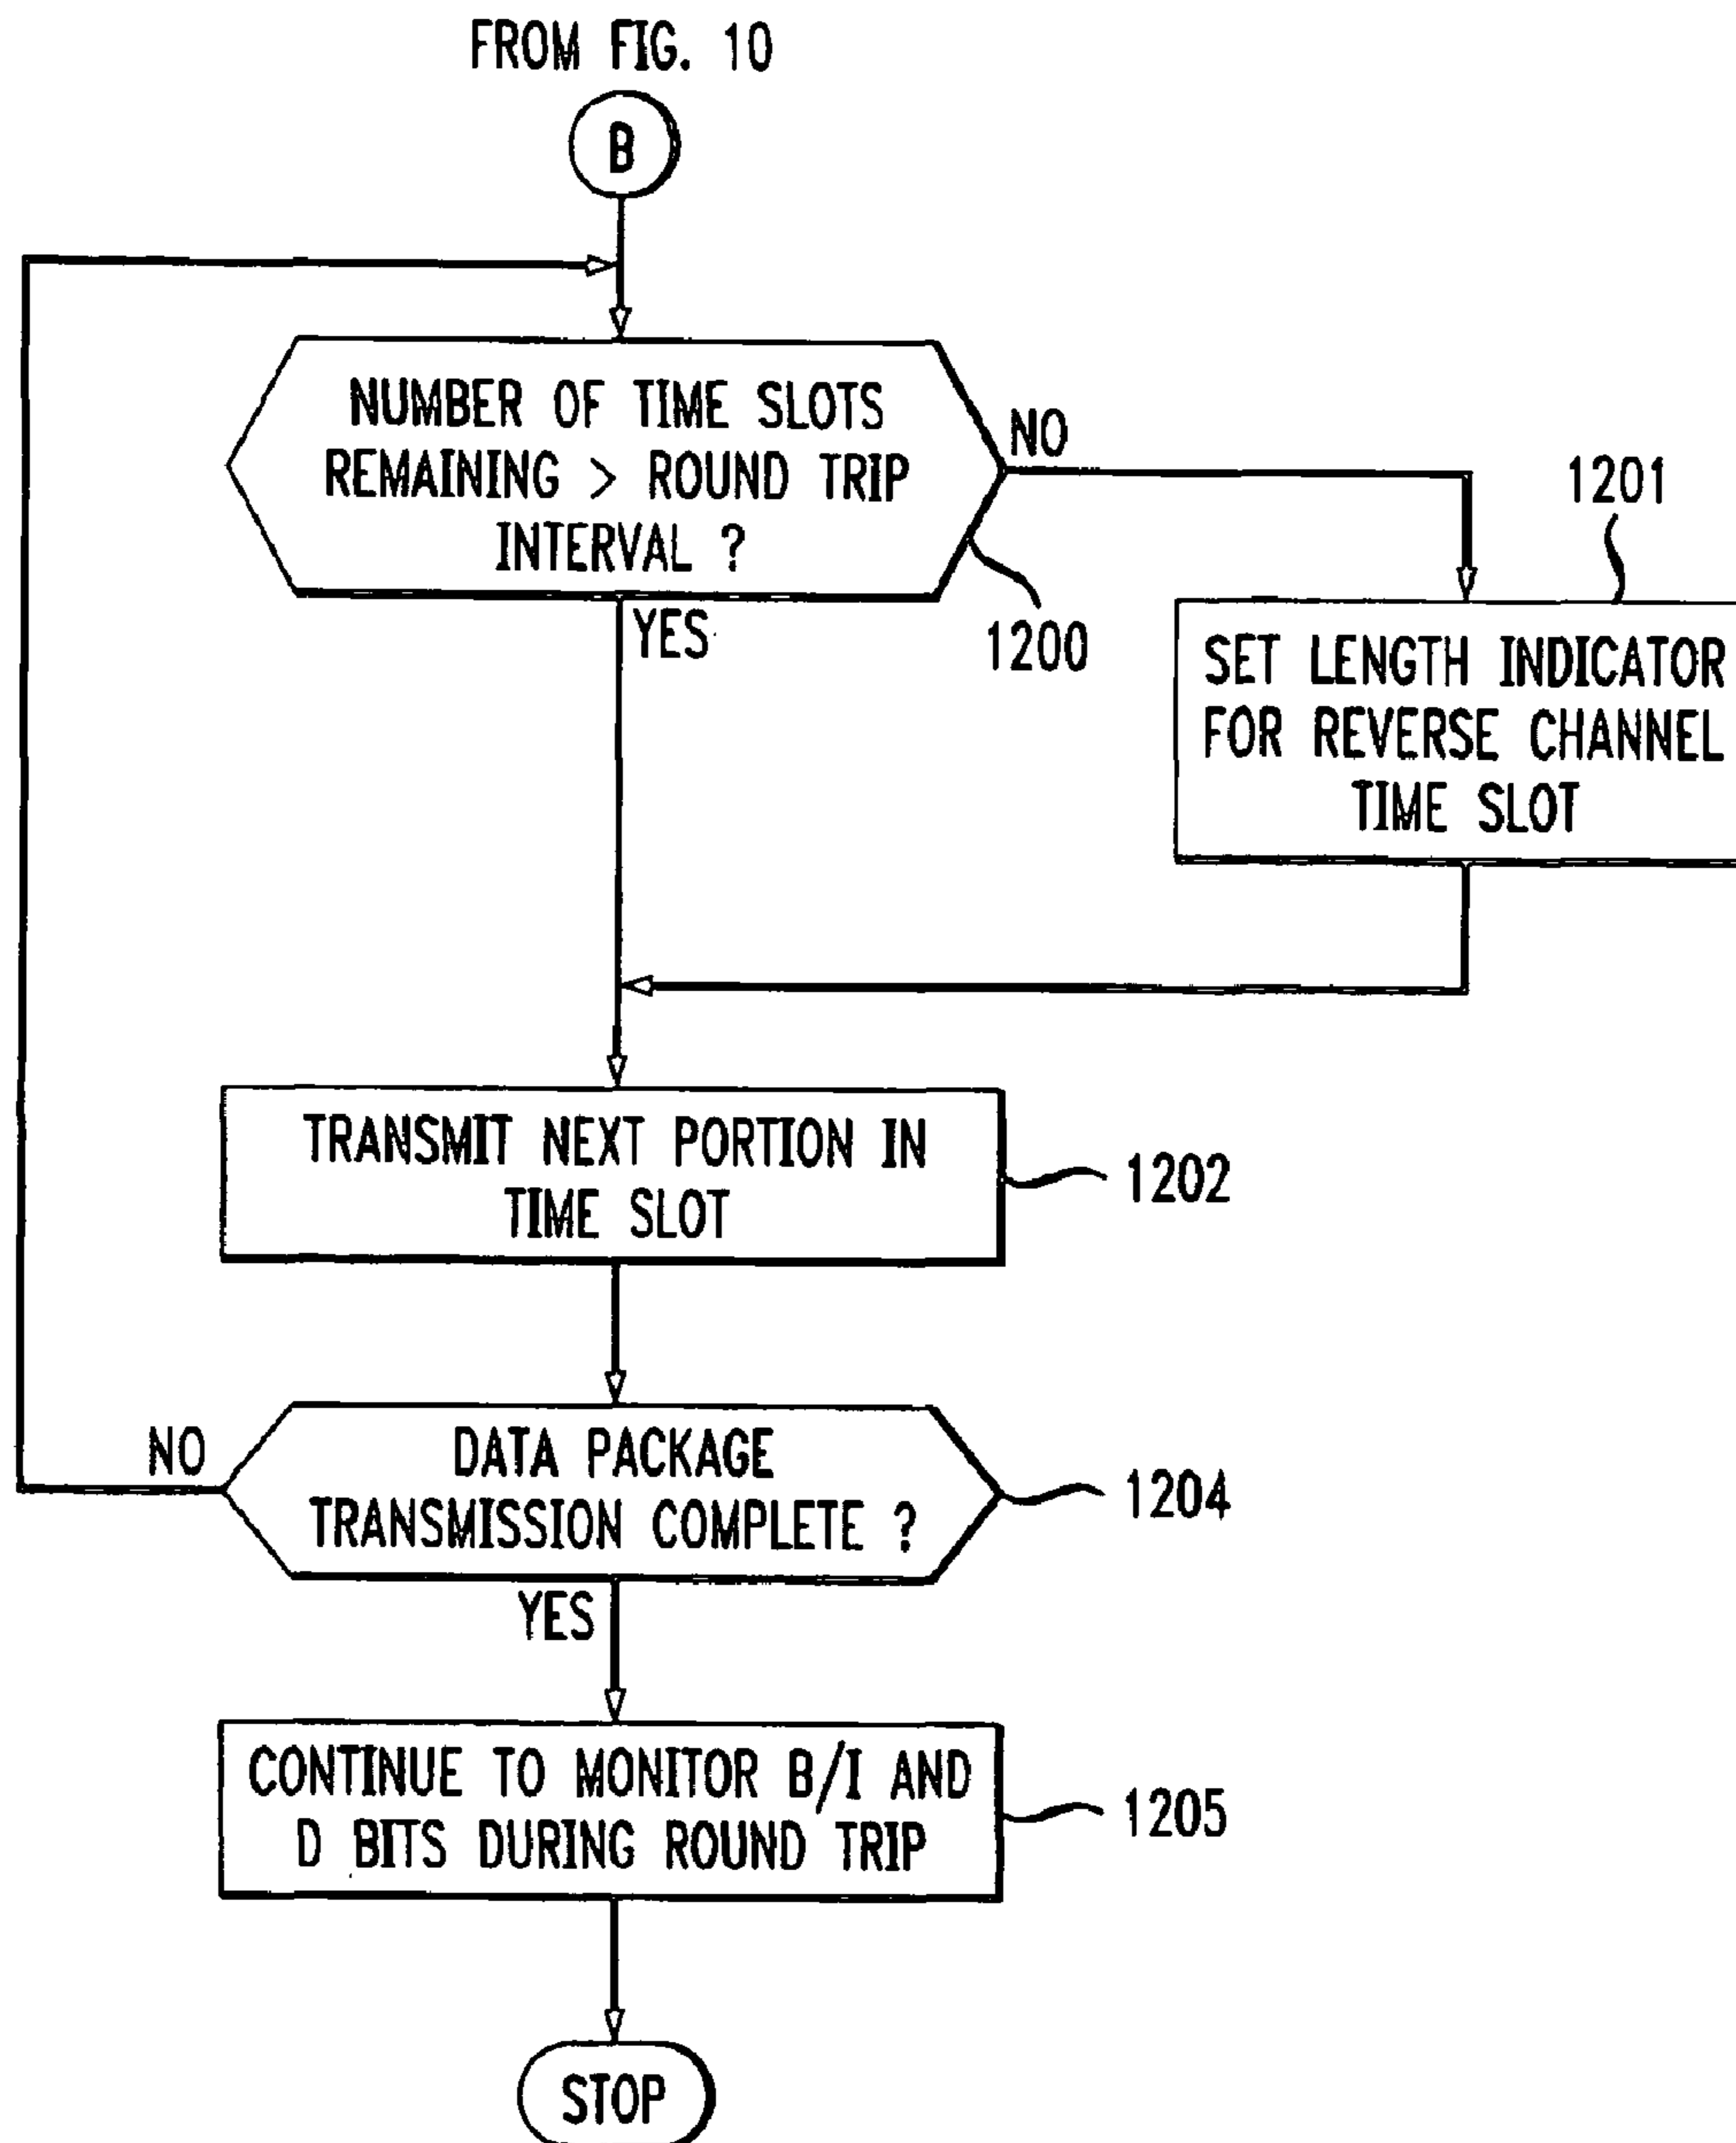 FROM FIG. 10
B
NUMBER OF TIME SLOTS
REMAINING > ROUND TRIP
INTERVAL ?
NO
1200
YES
1201
SET LENGTH INDICATOR
FOR REVERSE CHANNEL
TIME SLOT
TRANSMIT NEXT PORTION IN
TIME SLOT
1202
NO
DATA PACKAGE
TRANSMISSION COMPLETE ?
1204
YES
CONTINUE TO MONITOR B/I AND
D BITS DURING ROUND TRIP
1205
STOP